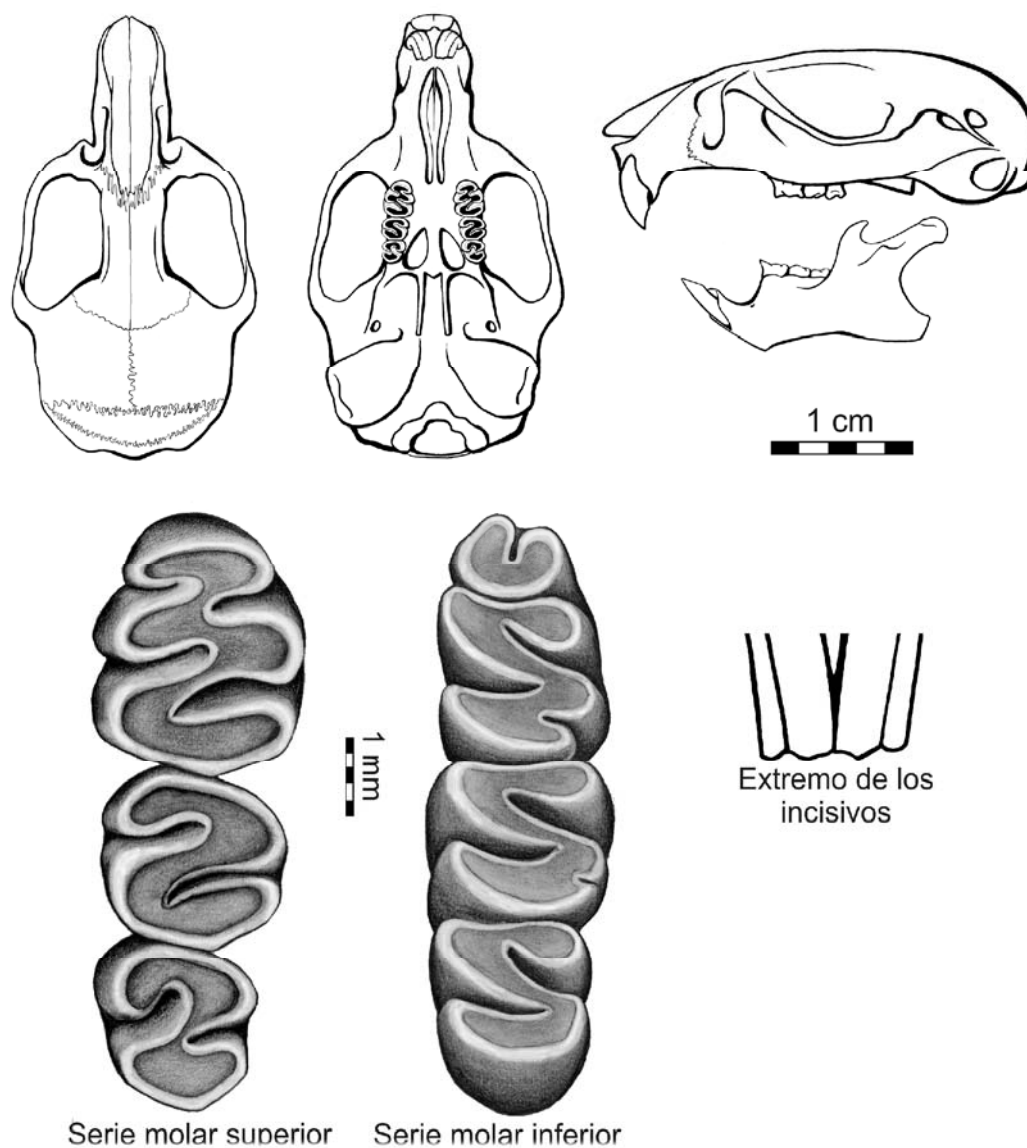 1 cm
1 mm
Extremo de los
incisivos
Serie molar superior
Serie molar inferior